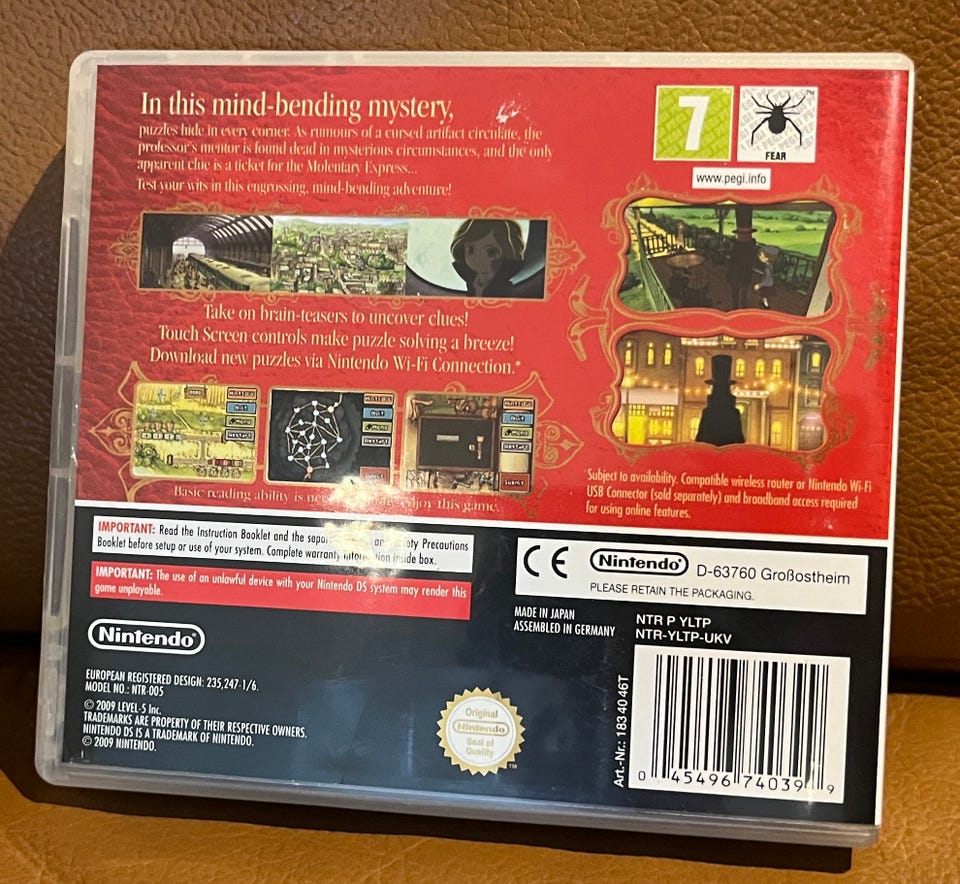 In this mind-bending mystery,
puzzles hide in every corner. As rumours of a cursed artifact circulate, the
professor's mentor is found dead in mysterious circumstances, and the only
apparent clue is a ticket for the Molentary Express...
Test your wits in this engrossing, mind-bending adventure!
7
PEGI
FEAR
www.pegi.info
Take on brain-teasers to uncover clues!
Touch Screen controls make puzzle solving a breeze!
Download new puzzles via Nintendo Wi-Fi Connection.*
Basic reading ability is enjoy this game.
Subject to availability. Compatible wireless router or Nintendo Wi-Fi
USB Connector (sold separately) and broadband access required
for using online features.
IMPORTANT: Read the Instruction Booklet and the Precautions
Booklet before setup or use of your system. Complete warranty information inside box.
IMPORTANT: The use of an unlawful device with your Nintendo DS system may render this
game unplayable.
CE Nintendo D-63760 Großostheim
PLEASE RETAIN THE PACKAGING.
MADE IN JAPAN
ASSEMBLED IN GERMANY
NTR P YLTP
NTR-YLTP-UKV
Nintendo
EUROPEAN REGISTERED DESIGN: 235,247-1/6.
MODEL NO.: NTR-005
© 2009 LEVEL-5 Inc.
TRADEMARKS ARE PROPERTY OF THEIR RESPECTIVE OWNERS.
NINTENDO DS IS A TRADEMARK OF NINTENDO.
© 2009 NINTENDO.
Original
Nintendo
Seal of
Quality
TM
Art.-Nr.: 1834046T
0 45496 74039 9